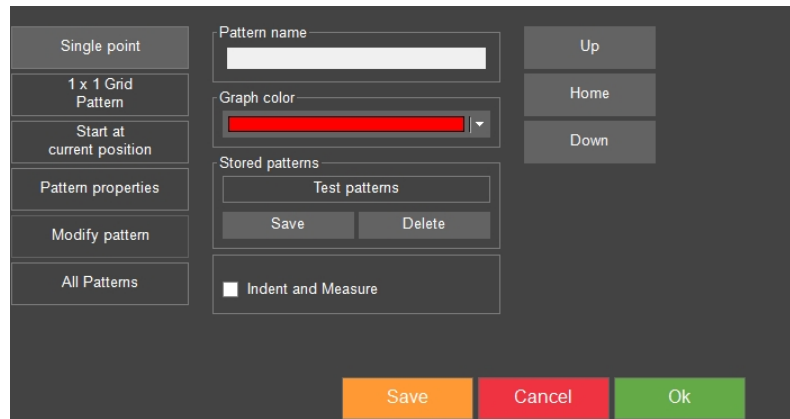 Single point
1 x 1 Grid
Pattern
Start at
current position
Pattern properties
Modify pattern
All Patterns
Pattern name
Graph color
Stored patterns
Test patterns
Save
Delete
Indent and Measure
Up
Home
Down
Save
Cancel
Ok